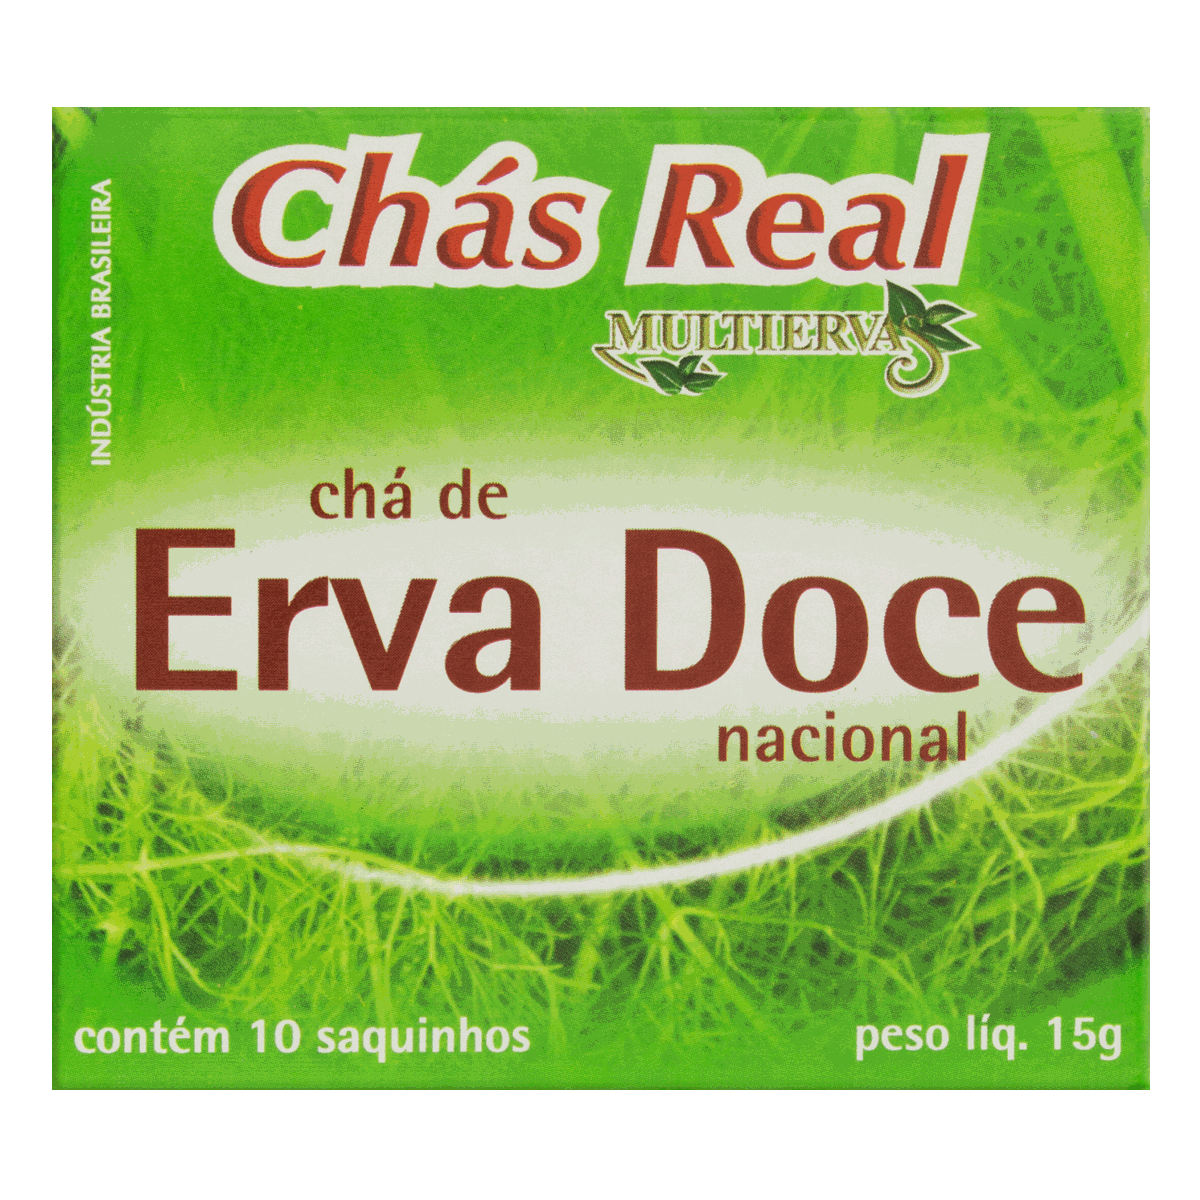 Chás Real
MULTIERVAS
INDÚSTRIA BRASILEIRA
chá de
Erva Doce
nacional
contém 10 saquinhos
peso líq. 15g